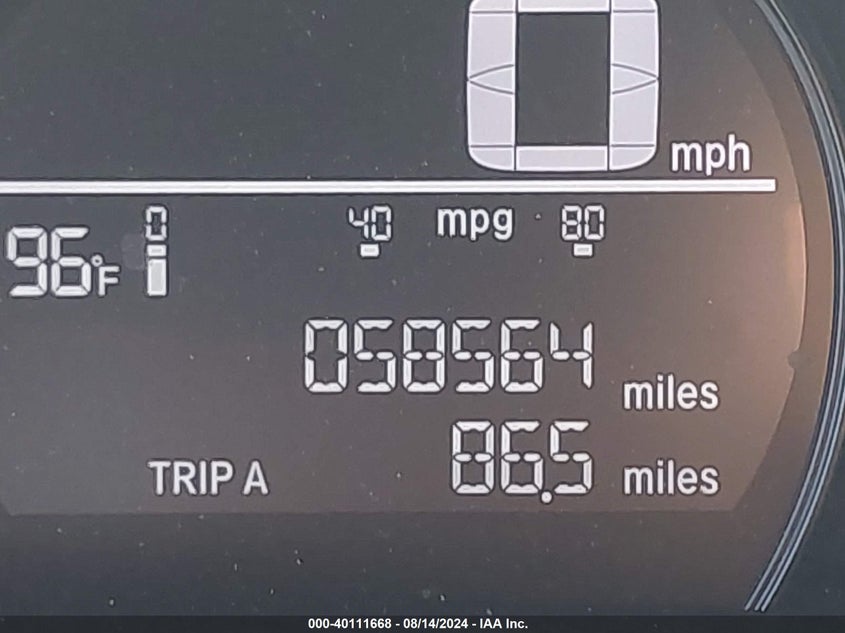 0 mph
0 40 mpg 80
96°F
058564 miles
TRIP A 86.5 miles
000-40111668 - 08/14/2024 - IAA Inc.